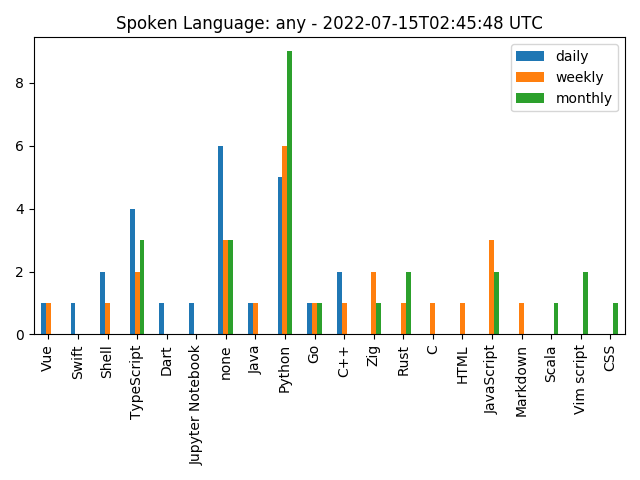 Spoken Language: any - 2022-07-15T02:45:48 UTC
daily
weekly
monthly
8
6
4
2
0
Vue
Swift
Shell
TypeScript
Dart
Jupyter Notebook
none
Java
Python
Go
C++
Zig
Rust
C
HTML
JavaScript
Markdown
Scala
Vim script
CSS